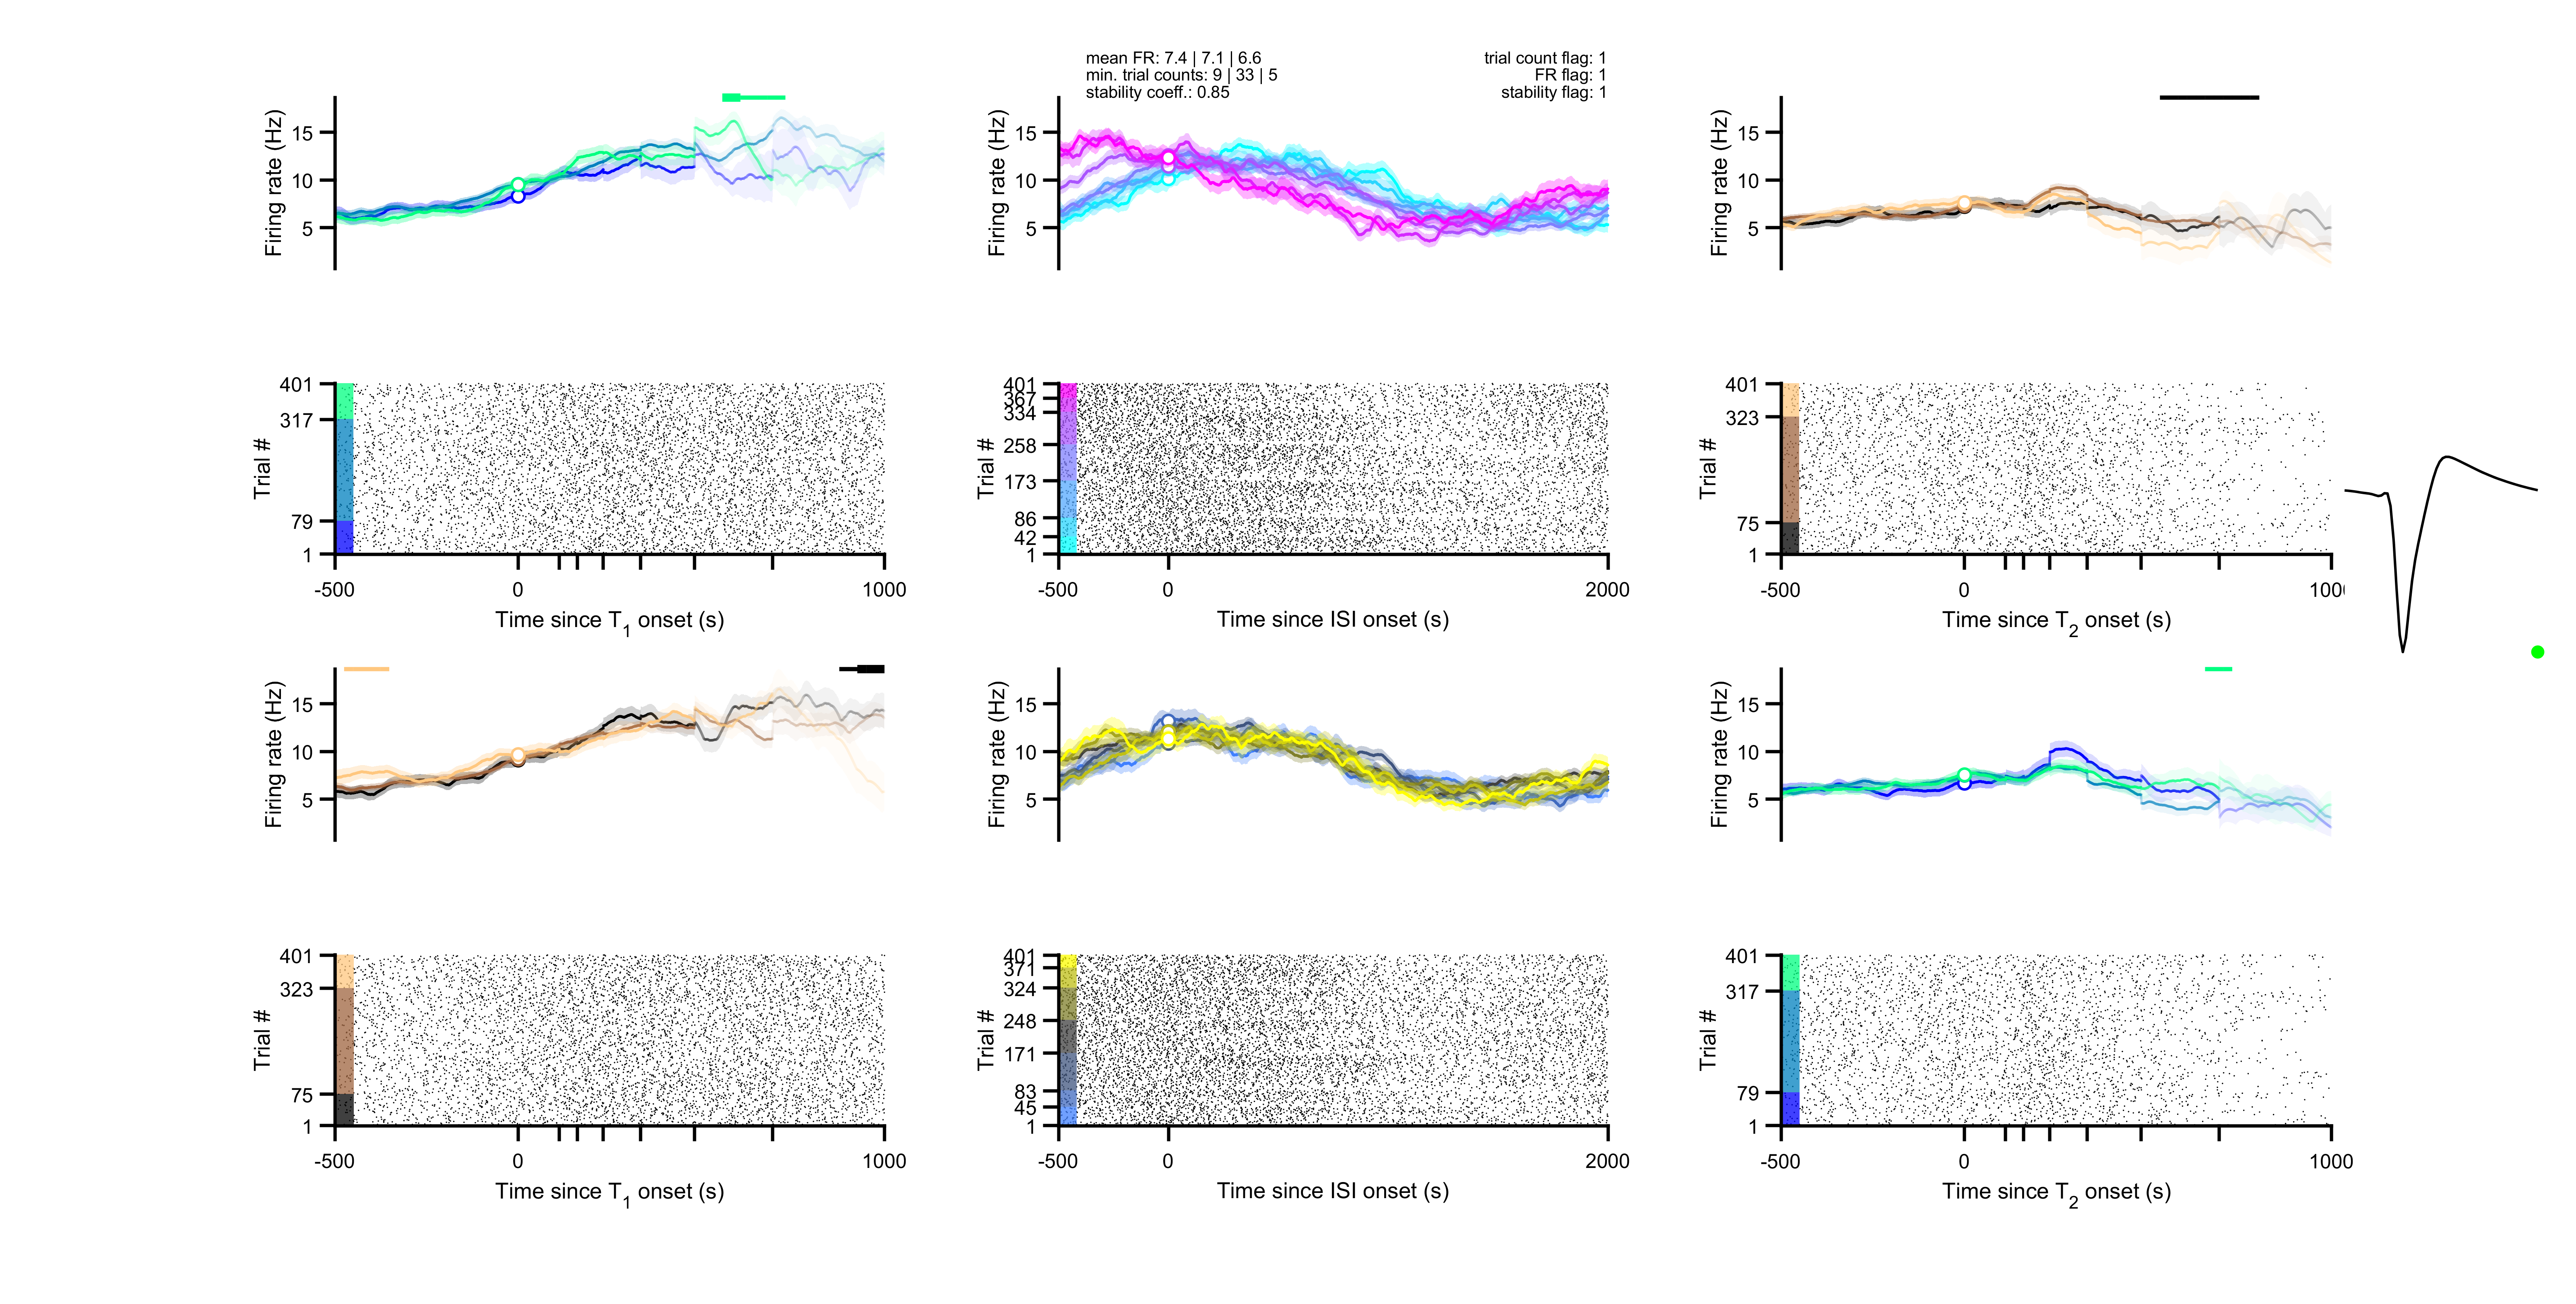 mean FR: 7.4 | 7.1 | 6.6
min. trial counts: 9 | 33 | 5
stability coeff.: 0.85
trial count flag: 1
FR flag: 1
stability flag: 1
Firing rate (Hz)
15
10
5
Firing rate (Hz)
15
10
5
Firing rate (Hz)
15
10
5
Trial #
401
317
79
1
-500
0
1000
Time since T1 onset (s)
Trial #
401
367
334
258
173
86
42
1
-500
0
2000
Time since ISI onset (s)
Trial #
401
323
75
1
-500
0
1000
Time since T2 onset (s)
Firing rate (Hz)
15
10
5
Firing rate (Hz)
15
10
5
Firing rate (Hz)
15
10
5
Trial #
401
323
75
1
-500
0
1000
Time since T1 onset (s)
Trial #
401
371
324
248
171
83
45
1
-500
0
2000
Time since ISI onset (s)
Trial #
401
317
79
1
-500
0
1000
Time since T2 onset (s)